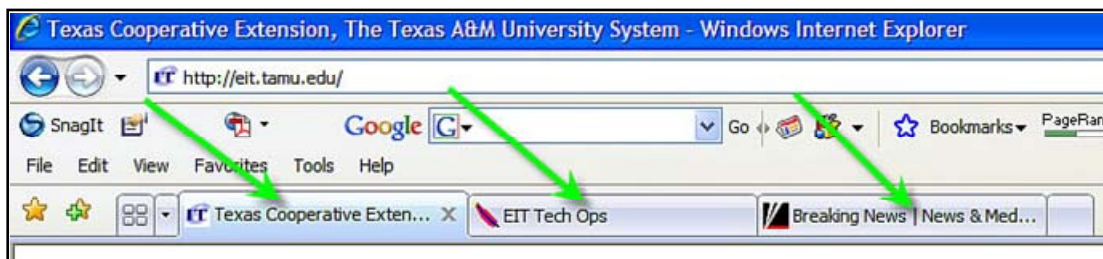 Texas Cooperative Extension, The Texas A&M University System - Windows Internet Explorer
http://eit.tamu.edu/
SnagIt Google G Go Bookmarks PageRan
File Edit View Favorites Tools Help
Texas Cooperative Exten... EIT Tech Ops Breaking News | News & Med...